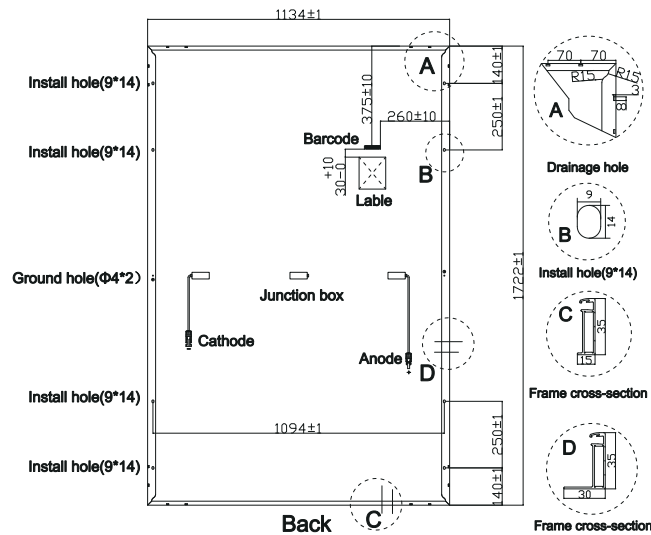 1134±1
A
140±1
250±1
375±10
260±10
Install hole(9*14)
Install hole(9*14)
Barcode
+10
30-0
B
Lable
1722±1
Ground hole(Φ4*2)
Junction box
Cathode
Anode
D
Install hole(9*14)
1094±1
250±1
Install hole(9*14)
140±1
Back
C
70
70
R15
R15
3
8
A
Drainage hole
9
14
B
Install hole(9*14)
C
35
15
Frame cross-section
D
35
30
Frame cross-section